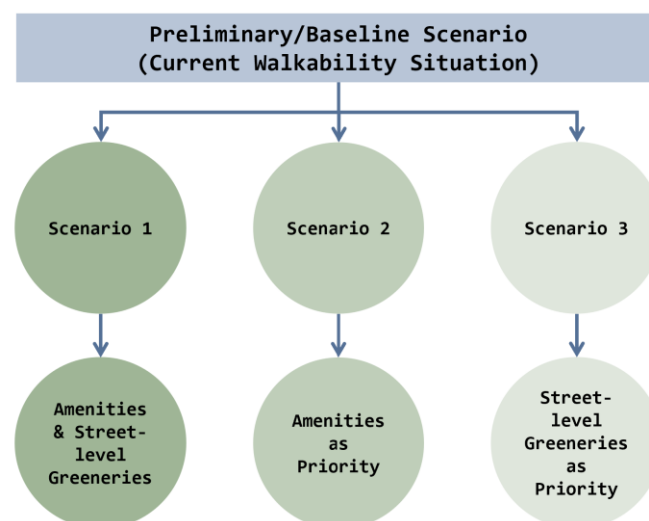 Preliminary/Baseline Scenario
(Current Walkability Situation)
Scenario 1
Scenario 2
Scenario 3
Amenities
& Street-
level
Greeneries
Amenities
as
Priority
Street-
level
Greeneries
as
Priority